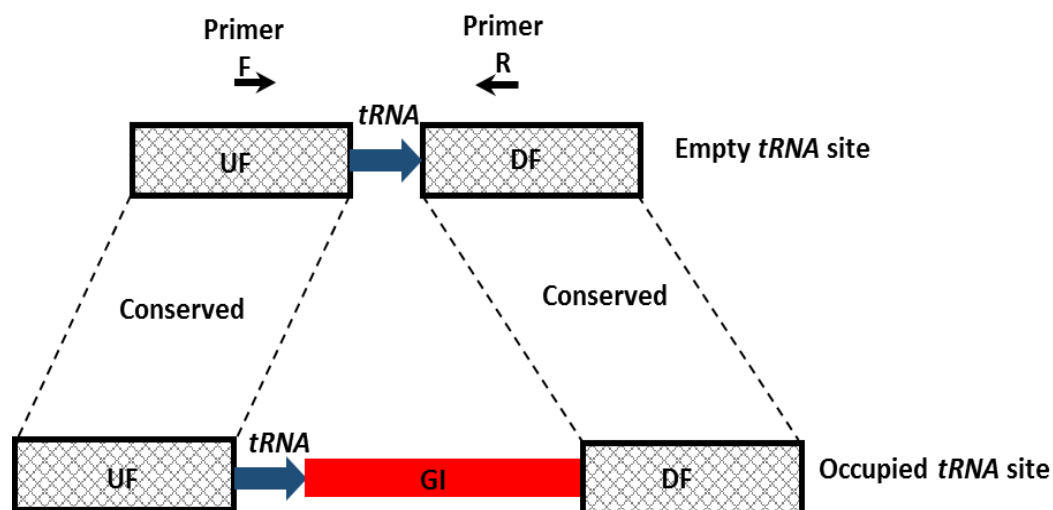 Primer
F
Primer
R
tRNA
UF
DF
Empty tRNA site
Conserved
Conserved
tRNA
UF
GI
DF
Occupied tRNA site